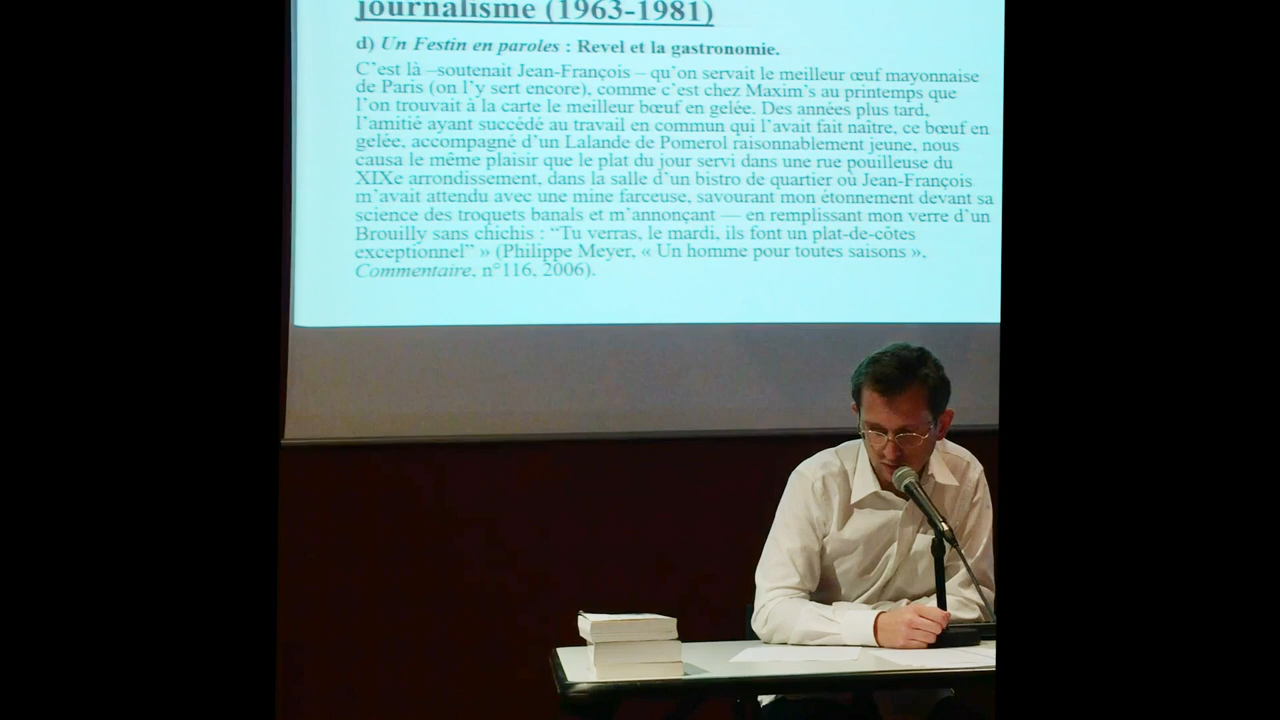 journalisme (1963-1981)
d) Un Festin en paroles : Revel et la gastronomie.
C’est là –soutenait Jean-François – qu’on servait le meilleur œuf mayonnaise
de Paris (on l’y sert encore), comme c’est chez Maxim’s au printemps que
l’on trouvait à la carte le meilleur bœuf en gelée. Des années plus tard,
l’amitié ayant succédé au travail en commun qui l’avait fait naître, ce bœuf en
gelée, accompagné d’un Lalande de Pomerol raisonnablement jeune, nous
causa le même plaisir que le plat du jour servi dans une rue pouilleuse du
XIXe arrondissement, dans la salle d’un bistro de quartier où Jean-François
m’avait attendu avec une mine farceuse, savourant mon étonnement devant sa
science des troquets banals et m’annonçant — en remplissant mon verre d’un
Brouilly sans chichis : “Tu verras, le mardi, ils font un plat-de-côtes
exceptionnel” » (Philippe Meyer, « Un homme pour toutes saisons »,
Commentaire, n°116, 2006).